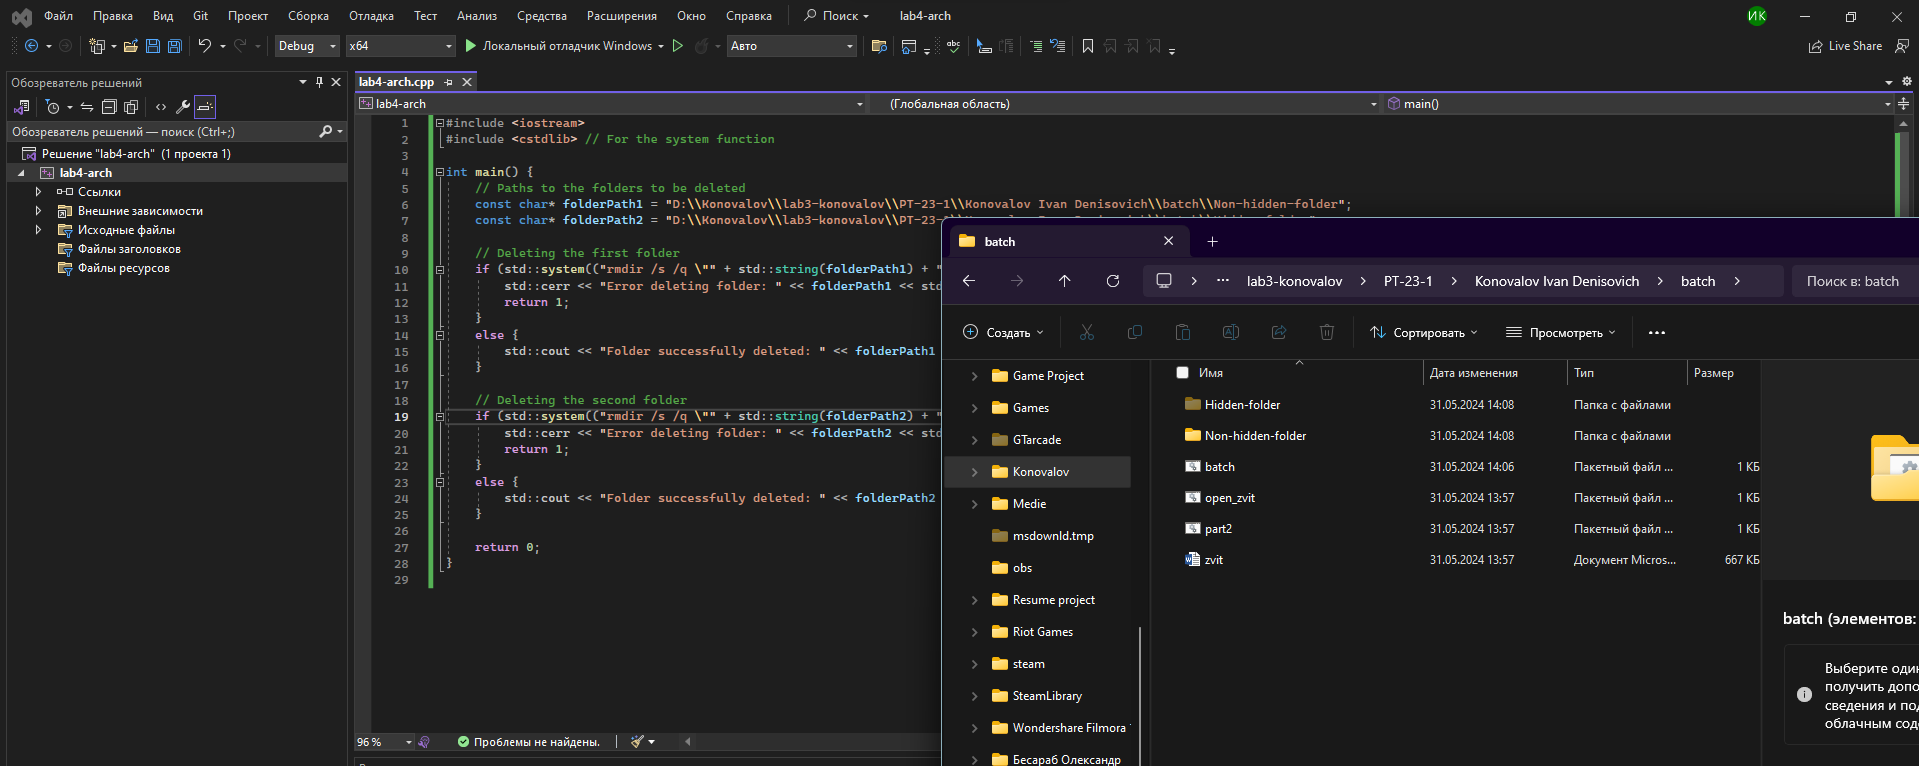 Файл Правка Вид Git Проект Сборка Отладка Тест Анализ Средства Расширения Окно Справка Поиск lab4-arch ИК
Debug x64 Локальный отладчик Windows Авто Live Share
Обозреватель решений
lab4-arch.cpp
lab4-arch (Глобальная область) main()
Обозреватель решений — поиск (Ctrl+;)
Решение "lab4-arch" (1 проекта 1)
lab4-arch
Ссылки
Внешние зависимости
Исходные файлы
Файлы заголовков
Файлы ресурсов
1 #include <iostream>
2 #include <cstdlib> // For the system function
3
4 int main() {
5 // Paths to the folders to be deleted
6 const char* folderPath1 = "D:\\Konovalov\\lab3-konovalov\\PT-23-1\\Konovalov Ivan Denisovich\\batch\\Non-hidden-folder";
7 const char* folderPath2 = "D:\\Konovalov\\lab3-konovalov\\PT-23-
8
9 // Deleting the first folder
10 if (std::system(("rmdir /s /q \"" + std::string(folderPath1) + "
11 std::cerr << "Error deleting folder: " << folderPath1 << std
12 return 1;
13 }
14 else {
15 std::cout << "Folder successfully deleted: " << folderPath1
16 }
17
18 // Deleting the second folder
19 if (std::system(("rmdir /s /q \"" + std::string(folderPath2) + "
20 std::cerr << "Error deleting folder: " << folderPath2 << std
21 return 1;
22 }
23 else {
24 std::cout << "Folder successfully deleted: " << folderPath2
25 }
26
27 return 0;
28 }
29
96 % Проблемы не найдены.
batch
lab3-konovalov PT-23-1 Konovalov Ivan Denisovich batch Поиск в: batch
Создать Сортировать Просмотреть
Game Project
Games
GTarcade
Konovalov
Medie
msdownld.tmp
obs
Resume project
Riot Games
steam
SteamLibrary
Wondershare Filmora
Бесараб Олександр
Имя Дата изменения Тип Размер
Hidden-folder 31.05.2024 14:08 Папка с файлами
Non-hidden-folder 31.05.2024 14:08 Папка с файлами
batch 31.05.2024 14:06 Пакетный файл ... 1 КБ
open_zvit 31.05.2024 13:57 Пакетный файл ... 1 КБ
part2 31.05.2024 13:57 Пакетный файл ... 1 КБ
zvit 31.05.2024 13:57 Документ Micros... 667 КБ
batch (элементов:
Выберите один
получить допо
сведения и под
облачным сод